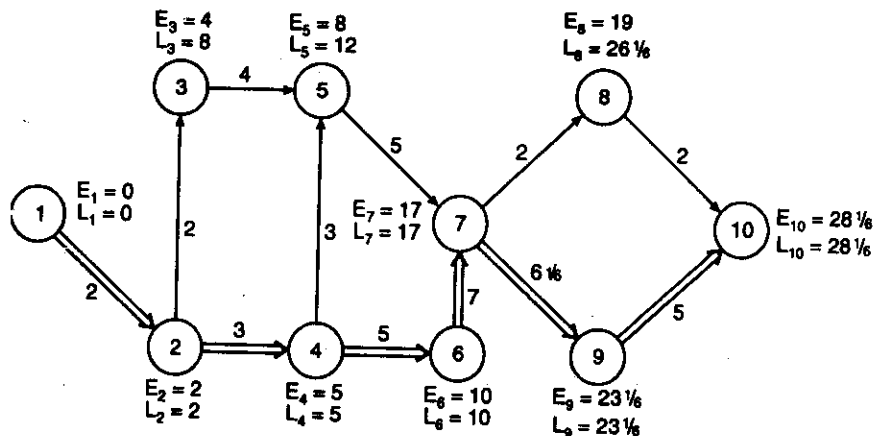 E₃ = 4
L₃ = 8
E₅ = 8
L₅ = 12
E₈ = 19
L₈ = 26 1/6
3
4
5
8
5
2
2
1
E₁ = 0
L₁ = 0
2
3
E₇ = 17
L₇ = 17
7
10
E₁₀ = 28 1/6
L₁₀ = 28 1/6
2
7
6 1/6
5
2
3
4
5
6
9
E₂ = 2
L₂ = 2
E₄ = 5
L₄ = 5
E₆ = 10
L₆ = 10
E₉ = 23 1/6
L₉ = 23 1/6